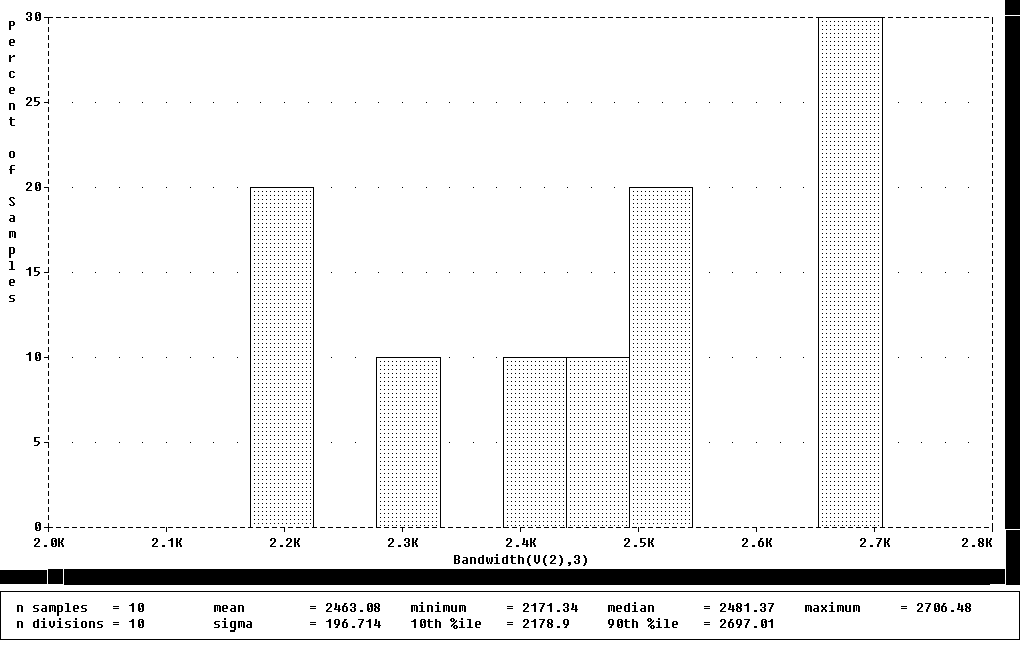 Percent of Samples
30
25
20
15
10
5
0
2.0K 2.1K 2.2K 2.3K 2.4K 2.5K 2.6K 2.7K 2.8K
Bandwidth(V(2),3)
n samples = 10 mean = 2463.08 minimum = 2171.34 median = 2481.37 maximum = 2706.48
n divisions = 10 sigma = 196.714 10th %ile = 2178.9 90th %ile = 2697.01